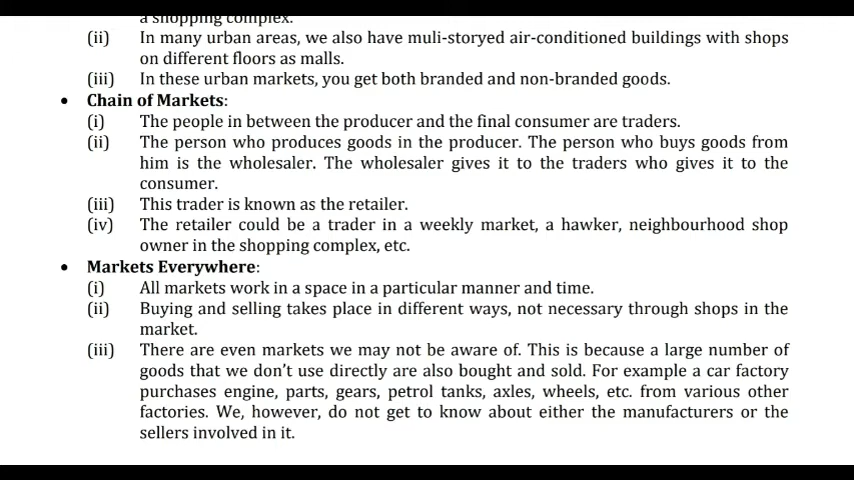 a shopping complex.
(ii) In many urban areas, we also have muli-storyed air-conditioned buildings with shops
on different floors as malls.
(iii) In these urban markets, you get both branded and non-branded goods.
• Chain of Markets:
(i) The people in between the producer and the final consumer are traders.
(ii) The person who produces goods in the producer. The person who buys goods from
him is the wholesaler. The wholesaler gives it to the traders who gives it to the
consumer.
(iii) This trader is known as the retailer.
(iv) The retailer could be a trader in a weekly market, a hawker, neighbourhood shop
owner in the shopping complex, etc.
• Markets Everywhere:
(i) All markets work in a space in a particular manner and time.
(ii) Buying and selling takes place in different ways, not necessary through shops in the
market.
(iii) There are even markets we may not be aware of. This is because a large number of
goods that we don’t use directly are also bought and sold. For example a car factory
purchases engine, parts, gears, petrol tanks, axles, wheels, etc. from various other
factories. We, however, do not get to know about either the manufacturers or the
sellers involved in it.